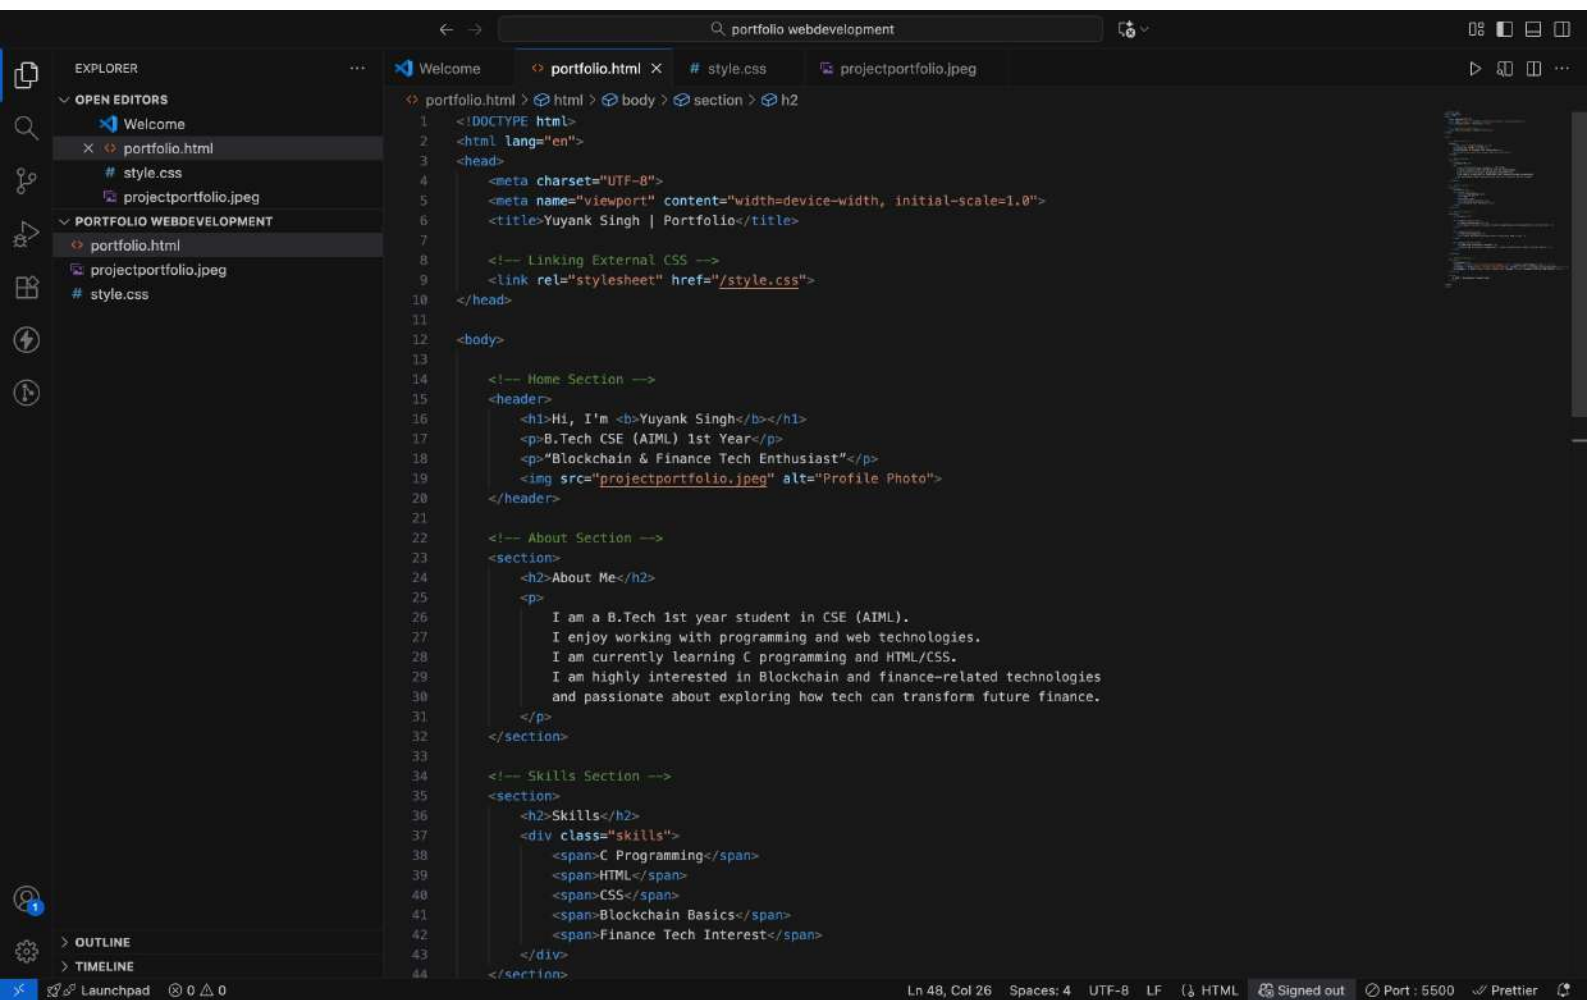 portfolio webdevelopment
EXPLORER
OPEN EDITORS
Welcome
portfolio.html
style.css
projectportfolio.jpeg
PORTFOLIO WEBDEVELOPMENT
portfolio.html
projectportfolio.jpeg
# style.css
OUTLINE
TIMELINE
Welcome
portfolio.html
# style.css
projectportfolio.jpeg
portfolio.html > html > body > section > h2
1 <!DOCTYPE html>
2 <html lang="en">
3 <head>
4 <meta charset="UTF-8">
5 <meta name="viewport" content="width=device-width, initial-scale=1.0">
6 <title>Yuyank Singh | Portfolio</title>
7
8 <!-- Linking External CSS -->
9 <link rel="stylesheet" href="/style.css">
10 </head>
11
12 <body>
13
14 <!-- Home Section -->
15 <header>
16 <h1>Hi, I'm <b>Yuyank Singh</b></h1>
17 <p>B.Tech CSE (AIML) 1st Year</p>
18 <p>“Blockchain & Finance Tech Enthusiast”</p>
19 <img src="projectportfolio.jpeg" alt="Profile Photo">
20 </header>
21
22 <!-- About Section -->
23 <section>
24 <h2>About Me</h2>
25 <p>
26 I am a B.Tech 1st year student in CSE (AIML).
27 I enjoy working with programming and web technologies.
28 I am currently learning C programming and HTML/CSS.
29 I am highly interested in Blockchain and finance-related technologies
30 and passionate about exploring how tech can transform future finance.
31 </p>
32 </section>
33
34 <!-- Skills Section -->
35 <section>
36 <h2>Skills</h2>
37 <div class="skills">
38 <span>C Programming</span>
39 <span>HTML</span>
40 <span>CSS</span>
41 <span>Blockchain Basics</span>
42 <span>Finance Tech Interest</span>
43 </div>
44 </section>
1
Launchpad 0 0
Ln 48, Col 26 Spaces: 4 UTF-8 LF HTML Signed out Port : 5500 Prettier